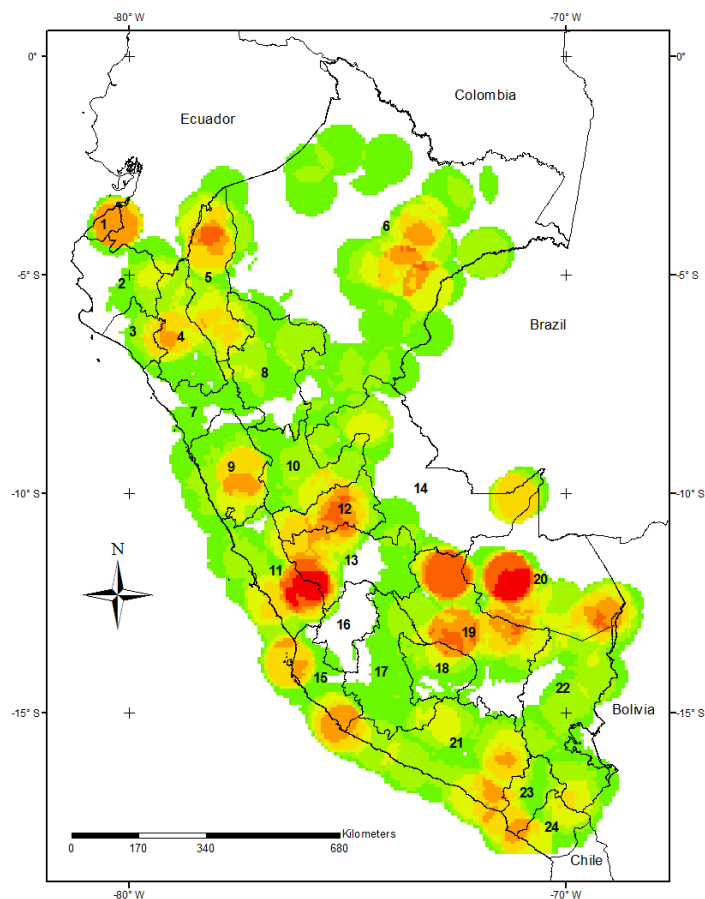 -80° W
-70° W
0°
0°
Colombia
Ecuador
1
6
5
-5° S
-5° S
2
Brazil
3
4
8
7
9
10
14
-10° S
-10° S
12
N
13
11
20
16
19
18
17
15
22
Bolivia
-15° S
-15° S
21
23
24
Kilometers
0 170 340 680
Chile
-80° W
-70° W